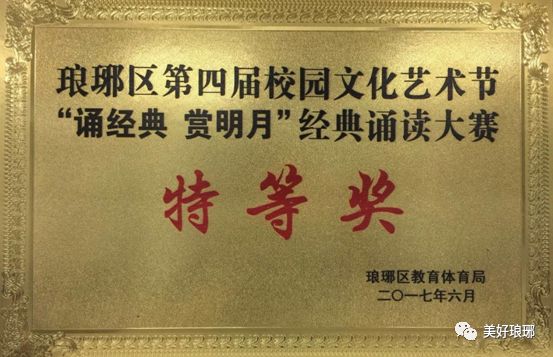 琅琊区第四届校园文化艺术节
“诵经典 赏明月”经典诵读大赛
特等奖
琅琊区教育体育局
二〇一七年六月
美好琅琊